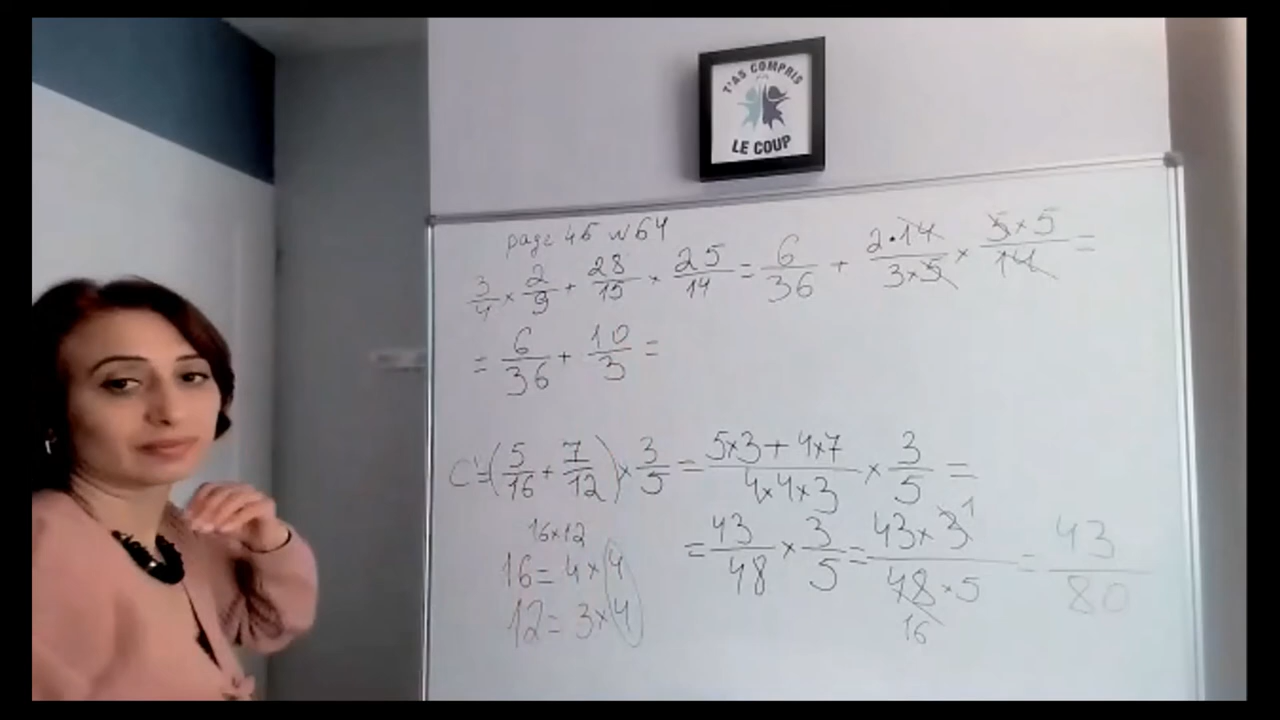 T'AS COMPRIS
LE COUP
page 46 N64
3/4 × 2/9 + 28/15 × 25/14 = 6/36 + 2·14/3×5 × 5×5/14 =
= 6/36 + 10/3 =
C = (5/16 + 7/12) × 3/5 = 5×3+4×7/4×4×3 × 3/5 =
16×12
16 = 4×4
12 = 3×4
= 43/48 × 3/5 = 43×3 1/48×5 = 43/80
16